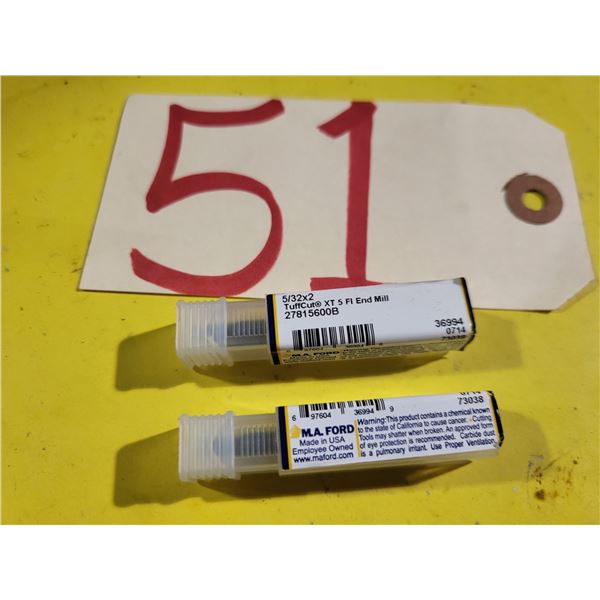 51
5/32x2
TuffCut® XT 5 Fl End Mill
27815600B
36994
0714
73038
M.A. FORD
0714
73038
6 97604 36994 9
M.A. FORD
Made in USA
Employee Owned
www.maford.com
Warning: This product contains a chemical known
to the state of California to cause cancer. Cutting
Tools may shatter when broken. An approved form
of eye protection is recommended. Carbide dust
is a pulmonary irritant. Use Proper Ventilation